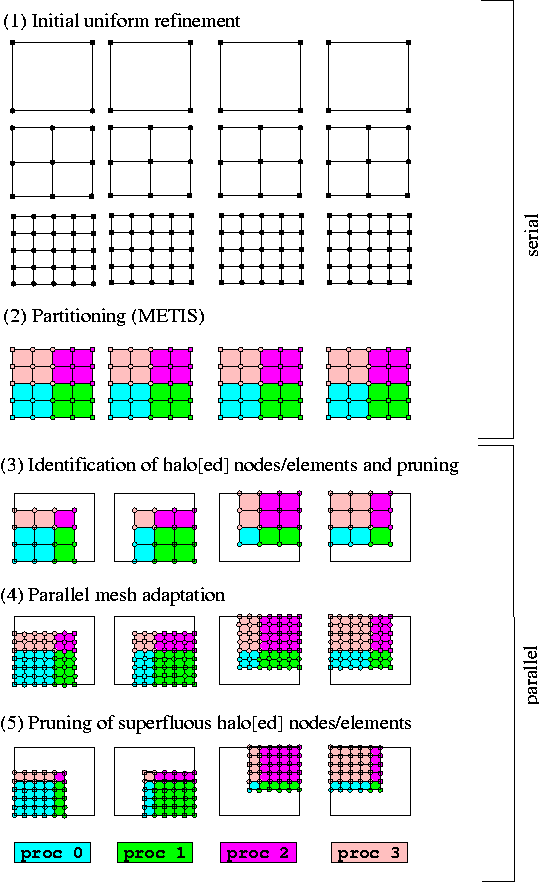 (1) Initial uniform refinement
serial
(2) Partitioning (METIS)
(3) Identification of halo[ed] nodes/elements and pruning
(4) Parallel mesh adaptation
parallel
(5) Pruning of superfluous halo[ed] nodes/elements
proc 0 proc 1 proc 2 proc 3